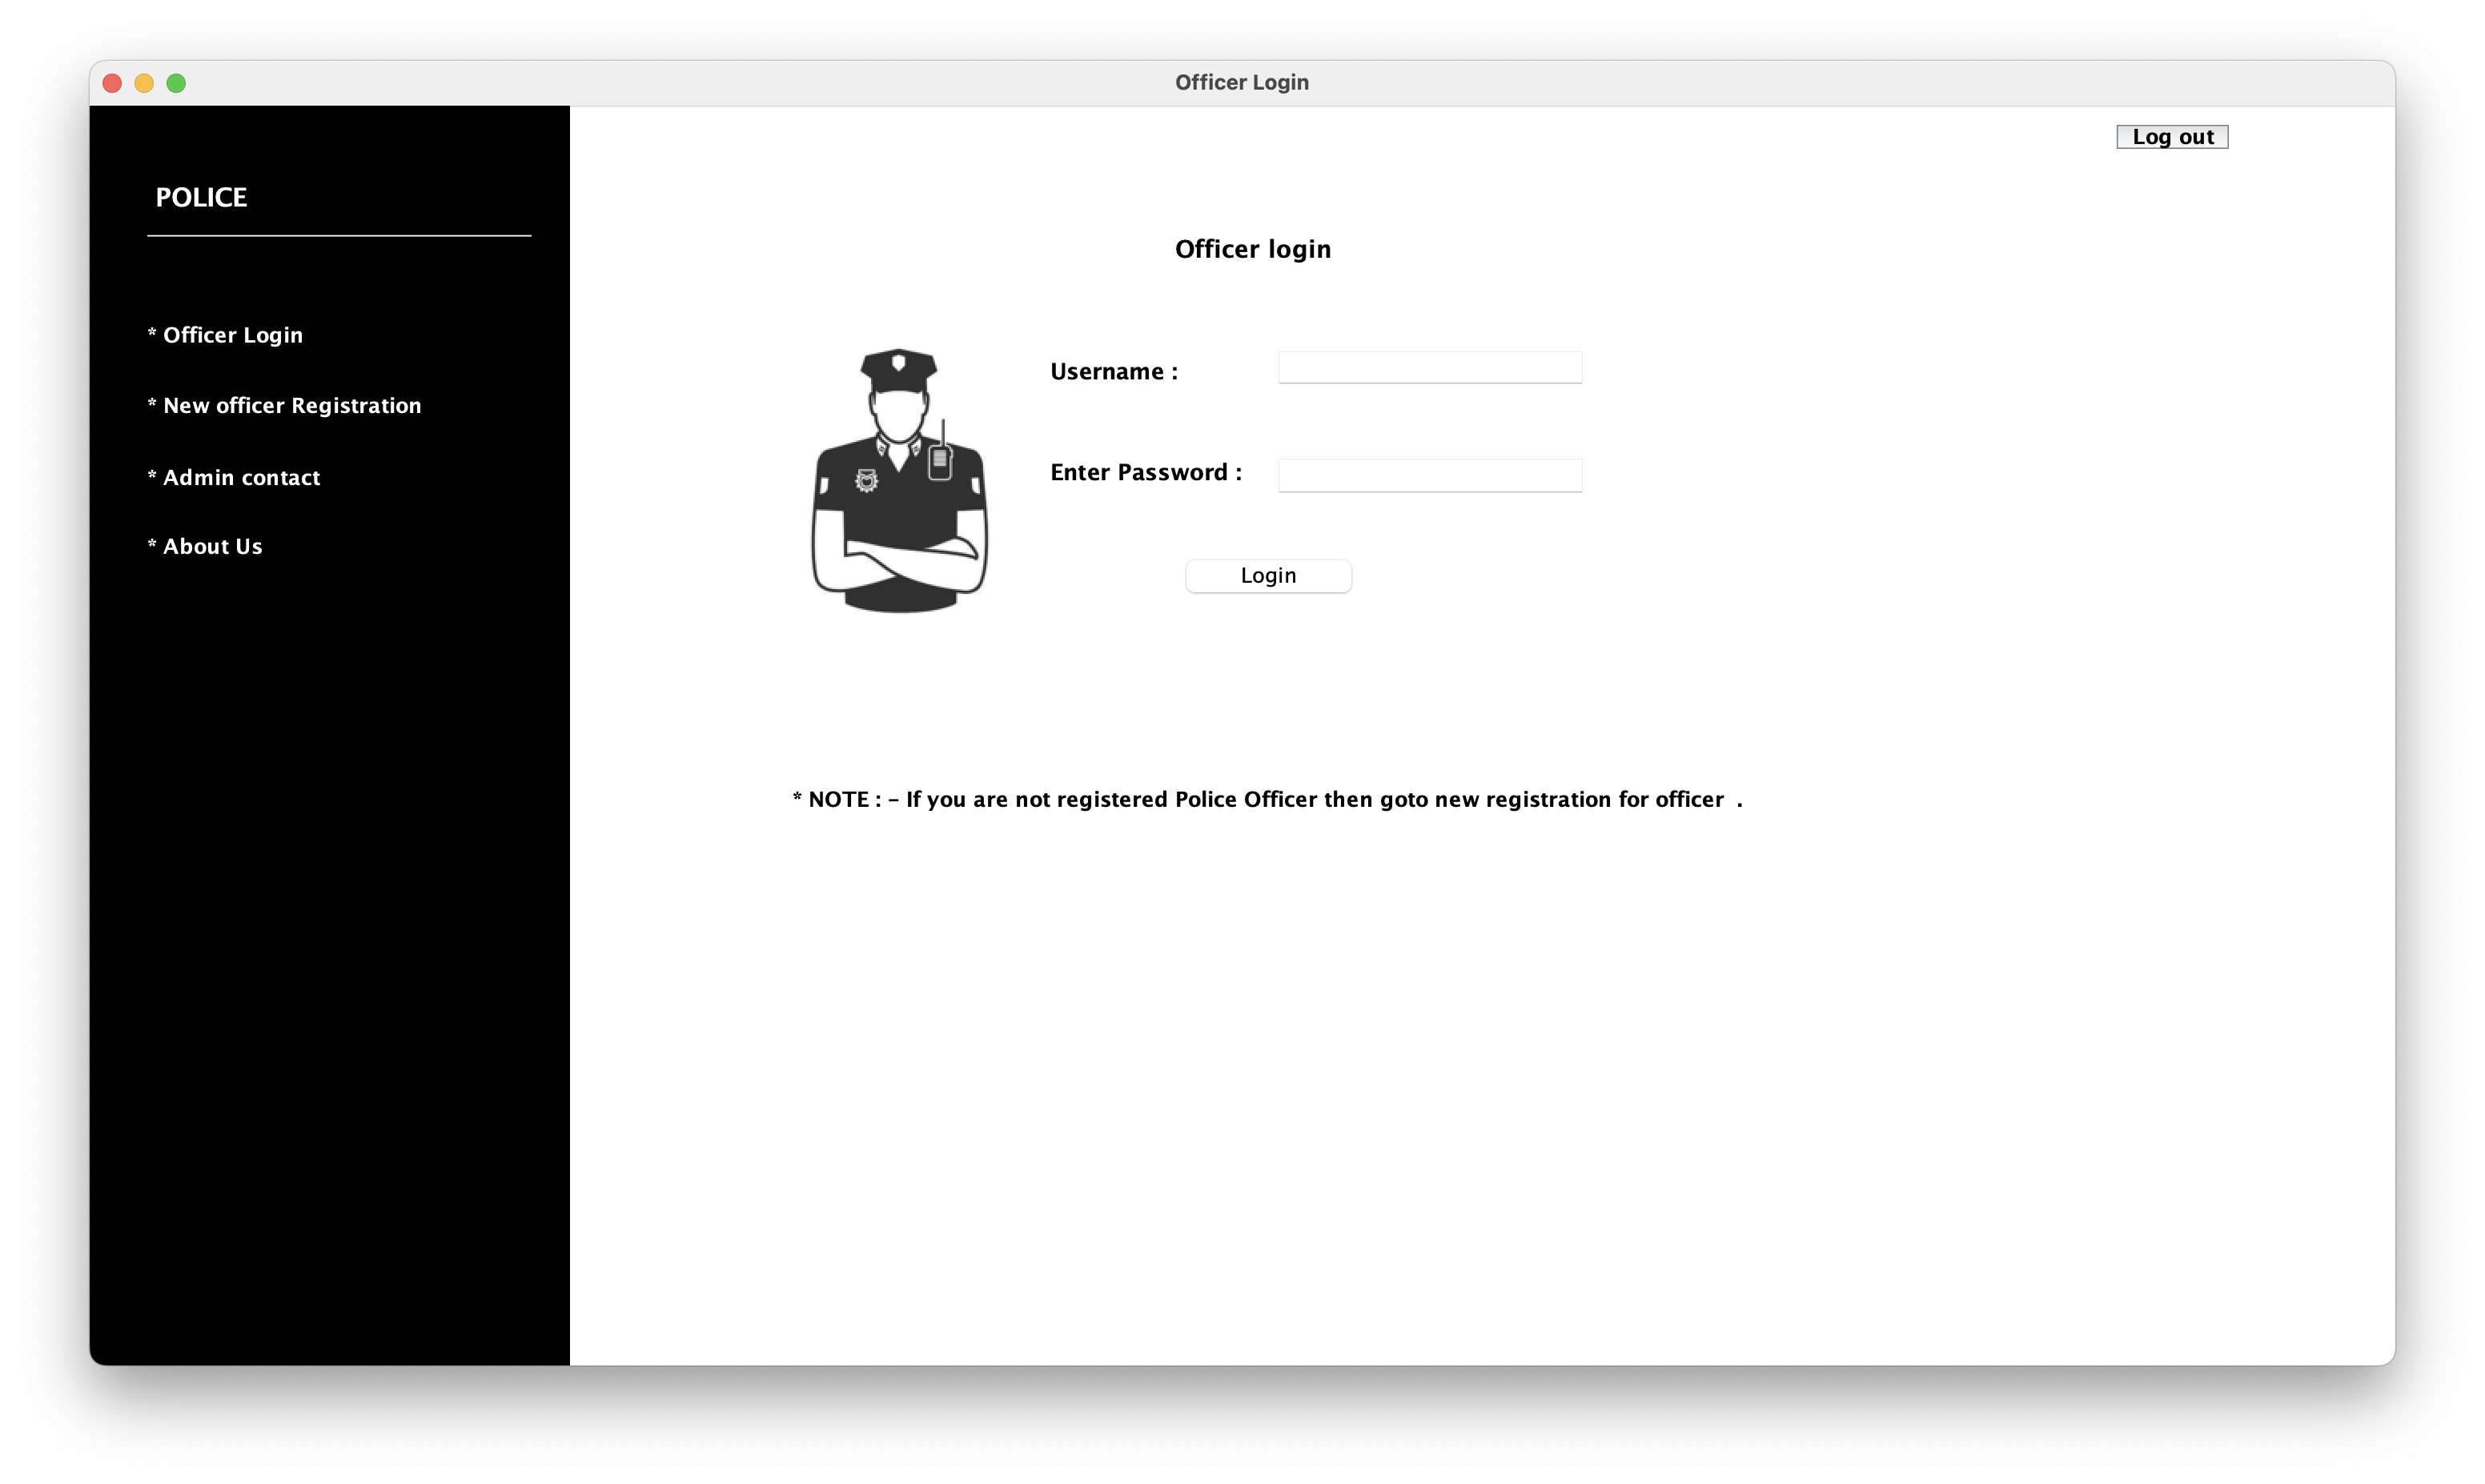 Officer Login
Log out
POLICE
Officer login
* Officer Login
* New officer Registration
* Admin contact
* About Us
Username :
Enter Password :
Login
* NOTE : - If you are not registered Police Officer then goto new registration for officer .